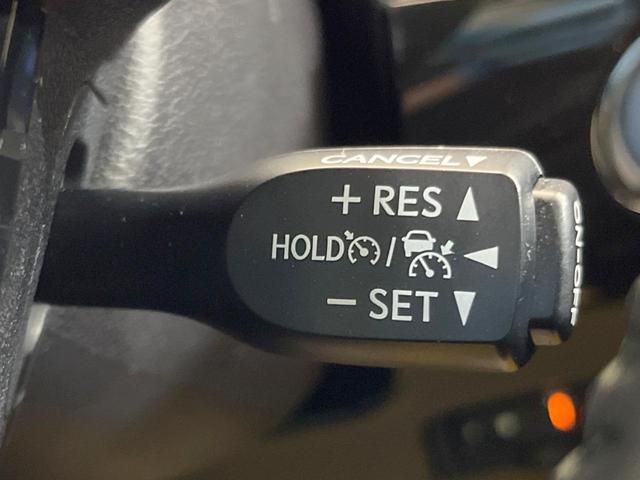 CANCEL▼
+ RES ▲
HOLD / ◀
– SET ▼
ON-OFF